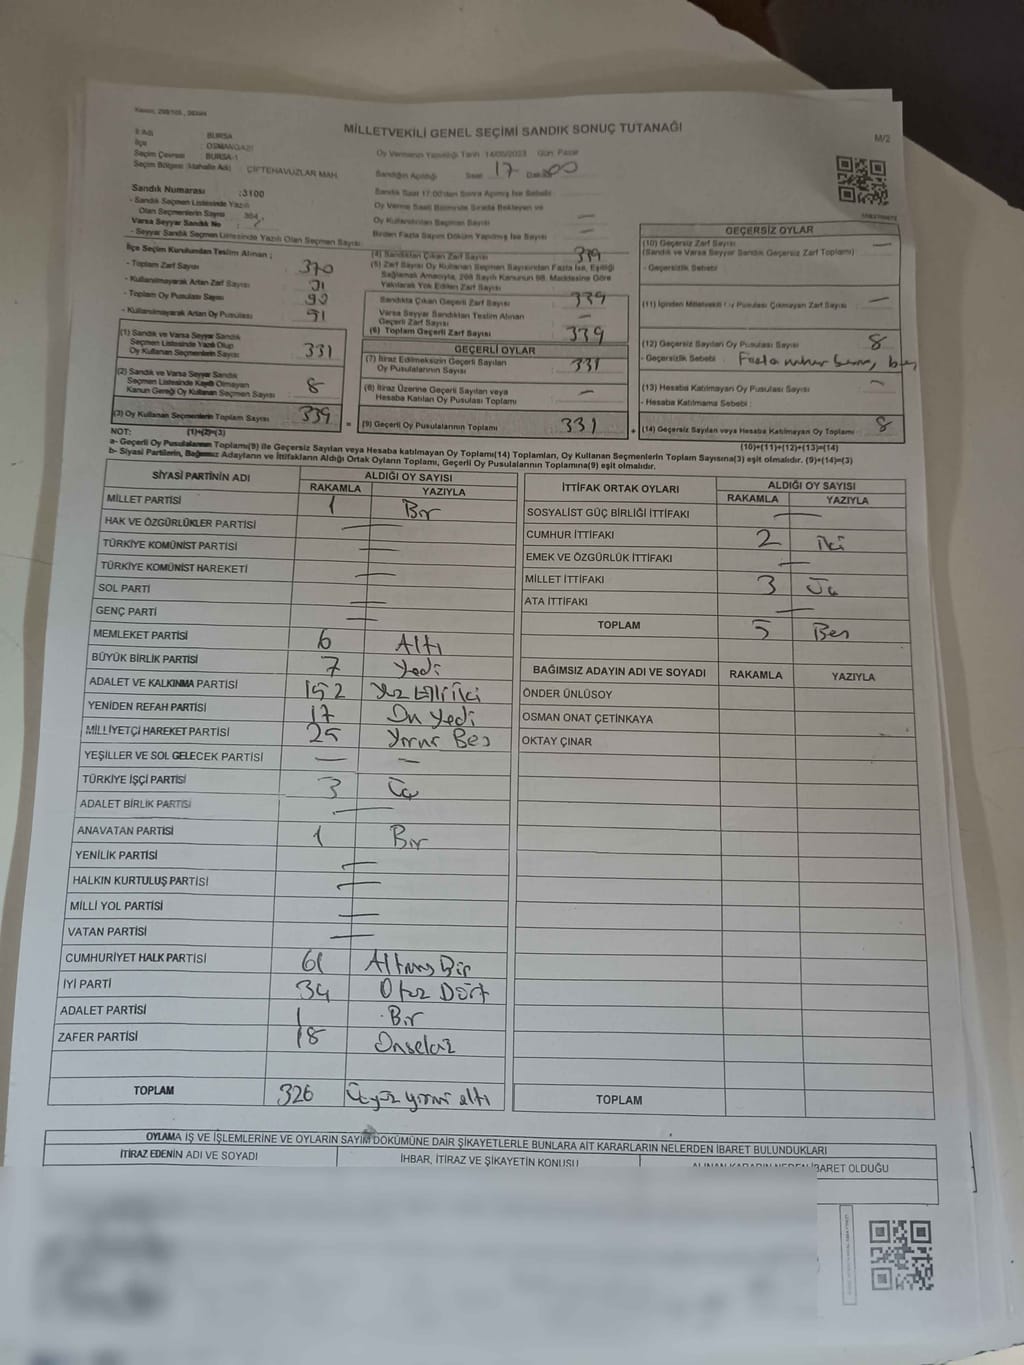 MİLLETVEKİLİ GENEL SEÇİMİ SANDIK SONUÇ TUTANAĞI
M/2
İl Adı : BURSA
İlçe : OSMANGAZİ
Seçim Çevresi : BURSA-1
Seçim Bölgesi (Mahalle Adı) : ÇİFTEHAVUZLAR MAH.
Oy Vermenin Yapıldığı Tarih : 14/05/2023 Gün: Pazar
Sandığın Açıldığı Saat 17 Dakika 00
Sandık Saat 17:00'den Sonra Açılmış İse Sebebi
Oy Verme Saati Bitiminde Sırada Bekleyen ve
Oy Kullandırılan Seçmen Sayısı —
Birden Fazla Sayım Döküm Yapılmış İse Sayısı —
Sandık Numarası : 3100
- Sandık Seçmen Listesinde Yazılı
Olan Seçmenlerin Sayısı
Varsa Seyyar Sandık No
- Seyyar Sandık Seçmen Listesinde Yazılı Olan Seçmen Sayısı
İlçe Seçim Kurulundan Teslim Alınan ;
- Toplam Zarf Sayısı 370
- Kullanılmayarak Artan Zarf Sayısı 31
- Toplam Oy Pusulası Sayısı
- Kullanılmayarak Artan Oy Pusulası
(1) Sandık ve Varsa Seyyar Sandık
Seçmen Listesinde Yazılı Olup
Oy Kullanan Seçmenlerin Sayısı 331
(2) Sandık ve Varsa Seyyar Sandık
Seçmen Listesinde Kaydı Olmayan
Kanun Gereği Oy Kullanan Seçmen Sayısı 8
(3) Oy Kullanan Seçmenlerin Toplam Sayısı 339
(4) Sandıktan Çıkan Zarf Sayısı 339
(5) Zarf Sayısı Oy Kullanan Seçmen Sayısından Fazla İse, Eşitliği
Sağlamak Amacıyla, 298 Sayılı Kanunun 98. Maddesine Göre
Yakılarak Yok Edilen Zarf Sayısı
Sandıkta Çıkan Geçerli Zarf Sayısı 339
Varsa Seyyar Sandıktan Teslim Alınan
Geçerli Zarf Sayısı —
(6) Toplam Geçerli Zarf Sayısı 339
GEÇERLİ OYLAR
(7) İtiraz Edilmeksizin Geçerli Sayılan
Oy Pusulalarının Sayısı 331
(8) İtiraz Üzerine Geçerli Sayılan veya
Hesaba Katılan Oy Pusulası Toplamı —
= (9) Geçerli Oy Pusulalarının Toplamı 331 +
GEÇERSİZ OYLAR
(10) Geçersiz Zarf Sayısı —
(Sandık ve Varsa Seyyar Sandık Geçersiz Zarf Toplamı)
- Geçersizlik Sebebi
(11) İçinden Milletvekili Oy Pusulası Çıkmayan Zarf Sayısı —
(12) Geçersiz Sayılan Oy Pusulası Sayısı 8
- Geçersizlik Sebebi : Fazla mühür
(13) Hesaba Katılmayan Oy Pusulası Sayısı —
- Hesaba Katılmama Sebebi :
(14) Geçersiz Sayılan veya Hesaba Katılmayan Oy Toplamı 8
NOT: (1)+(2)=(3) (10)+(11)+(12)+(13)=(14)
a- Geçerli Oy Pusulalarının Toplamı(9) ile Geçersiz Sayılan veya Hesaba katılmayan Oy Toplamı(14) Toplamları, Oy Kullanan Seçmenlerin Toplam Sayısına(3) eşit olmalıdır. (9)+(14)=(3)
b- Siyasi Partilerin, Bağımsız Adayların ve İttifakların Aldığı Ortak Oyların Toplamı, Geçerli Oy Pusulalarının Toplamına(9) eşit olmalıdır.
SİYASİ PARTİNİN ADI ALDIĞI OY SAYISI
RAKAMLA YAZIYLA
MİLLET PARTİSİ 1 Bir
HAK VE ÖZGÜRLÜKLER PARTİSİ —
TÜRKİYE KOMÜNİST PARTİSİ —
TÜRKİYE KOMÜNİST HAREKETİ —
SOL PARTİ —
GENÇ PARTİ —
MEMLEKET PARTİSİ 6 Altı
BÜYÜK BİRLİK PARTİSİ 7 Yedi
ADALET VE KALKINMA PARTİSİ 152 Yüz Elli İki
YENİDEN REFAH PARTİSİ 17 On Yedi
MİLLİYETÇİ HAREKET PARTİSİ 25 Yirmi Beş
YEŞİLLER VE SOL GELECEK PARTİSİ — —
TÜRKİYE İŞÇİ PARTİSİ 3 Üç
ADALET BİRLİK PARTİSİ —
ANAVATAN PARTİSİ 1 Bir
YENİLİK PARTİSİ —
HALKIN KURTULUŞ PARTİSİ —
MİLLİ YOL PARTİSİ —
VATAN PARTİSİ —
CUMHURİYET HALK PARTİSİ 61 Altmış Bir
İYİ PARTİ 34 Otuz Dört
ADALET PARTİSİ 1 Bir
ZAFER PARTİSİ 18 Onsekiz
TOPLAM 326 Üçyüz yirmi altı
İTTİFAK ORTAK OYLARI ALDIĞI OY SAYISI
RAKAMLA YAZIYLA
SOSYALİST GÜÇ BİRLİĞİ İTTİFAKI —
CUMHUR İTTİFAKI 2 iki
EMEK VE ÖZGÜRLÜK İTTİFAKI —
MİLLET İTTİFAKI 3 Üç
ATA İTTİFAKI —
TOPLAM 5 Beş
BAĞIMSIZ ADAYIN ADI VE SOYADI RAKAMLA YAZIYLA
ÖNDER ÜNLÜSOY
OSMAN ONAT ÇETİNKAYA
OKTAY ÇINAR
TOPLAM
OYLAMA İŞ VE İŞLEMLERİNE VE OYLARIN SAYIM DÖKÜMÜNE DAİR ŞİKAYETLERLE BUNLARA AİT KARARLARIN NELERDEN İBARET BULUNDUKLARI
İTİRAZ EDENİN ADI VE SOYADI İHBAR, İTİRAZ VE ŞİKAYETİN KONUSU ALINAN KARARIN NEDEN İBARET OLDUĞU